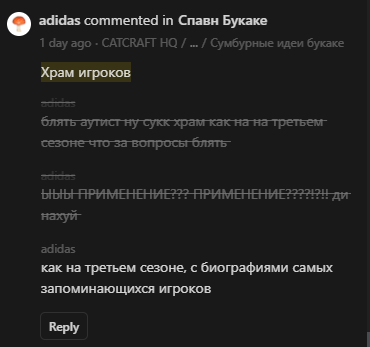 adidas commented in Спавн Букаке
1 day ago · CATCRAFT HQ / ... / Сумбурные идеи букаке
Храм игроков
adidas
блять аутист ну сукк храм как на на третьем
сезоне что за вопросы блять
adidas
ЫЫЫ ПРИМЕНЕНИЕ??? ПРИМЕНЕНИЕ????!?!! ди
нахуй
adidas
как на третьем сезоне, с биографиями самых
запоминающихся игроков
Reply